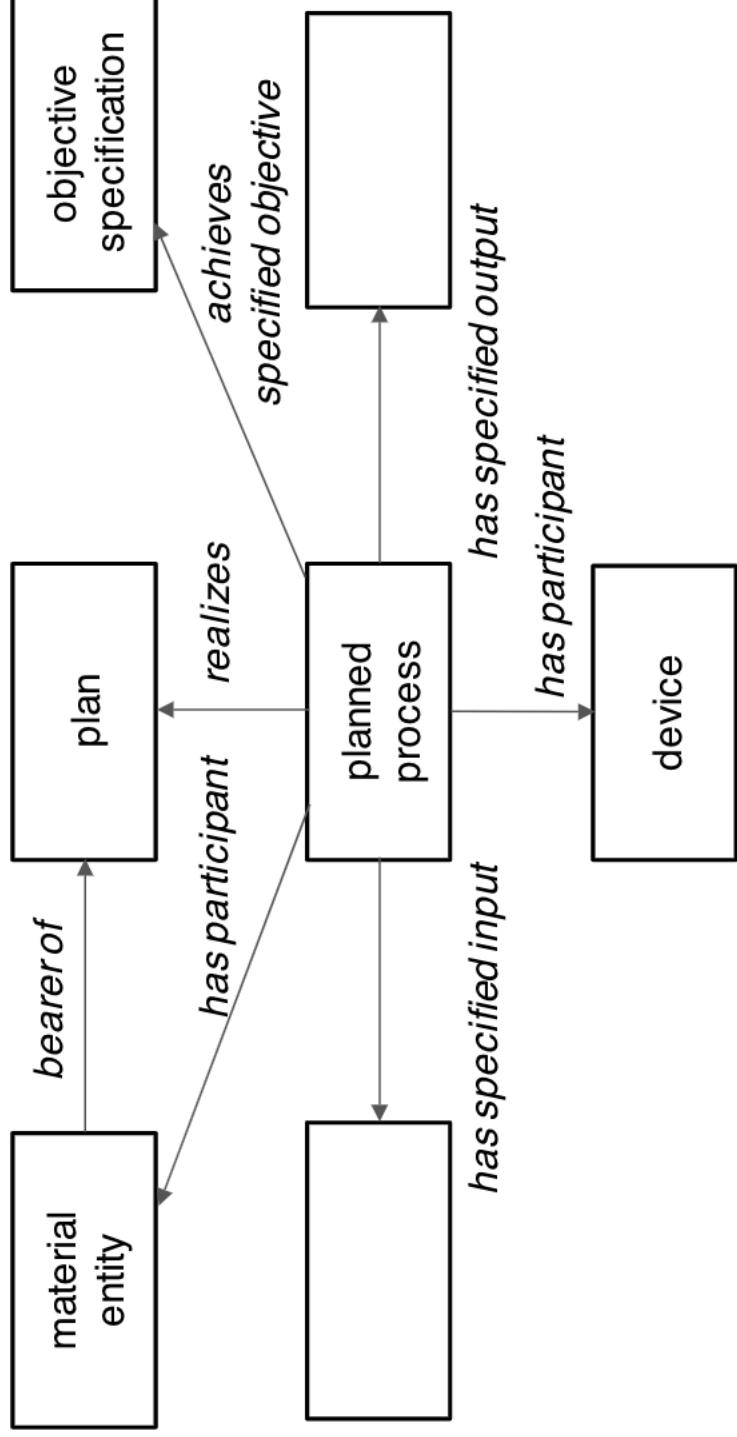 material
entity
bearer of
plan
objective
specification
has participant
realizes
achieves
specified objective
planned
process
has specified input
has specified output
has participant
device